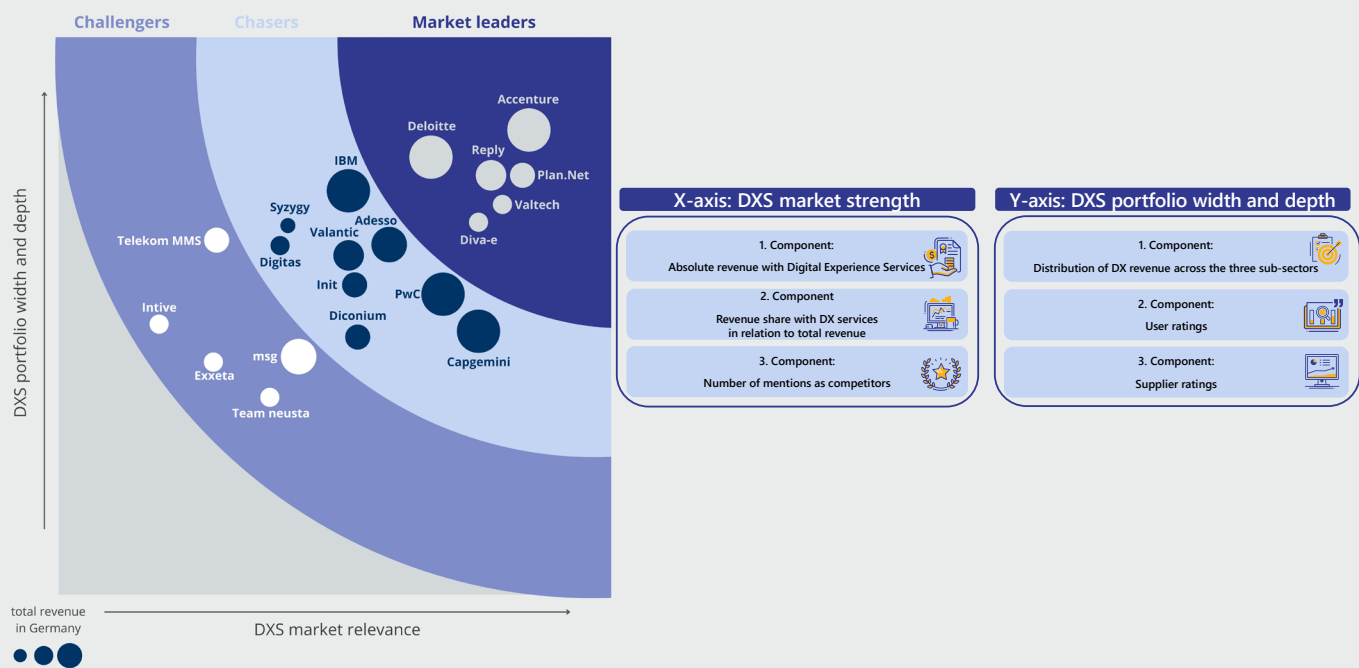 Challengers
Chasers
Market leaders
DXS portfolio width and depth
Accenture
Deloitte
Reply
Plan.Net
Valtech
Diva-e
IBM
Syzygy
Adesso
Valantic
Digitas
Init
PwC
Diconium
Capgemini
Telekom MMS
Intive
msg
Exxeta
Team neusta
total revenue
in Germany
DXS market relevance
X-axis: DXS market strength
1. Component:
Absolute revenue with Digital Experience Services
2. Component
Revenue share with DX services
in relation to total revenue
3. Component:
Number of mentions as competitors
Y-axis: DXS portfolio width and depth
1. Component:
Distribution of DX revenue across the three sub-sectors
2. Component:
User ratings
3. Component:
Supplier ratings